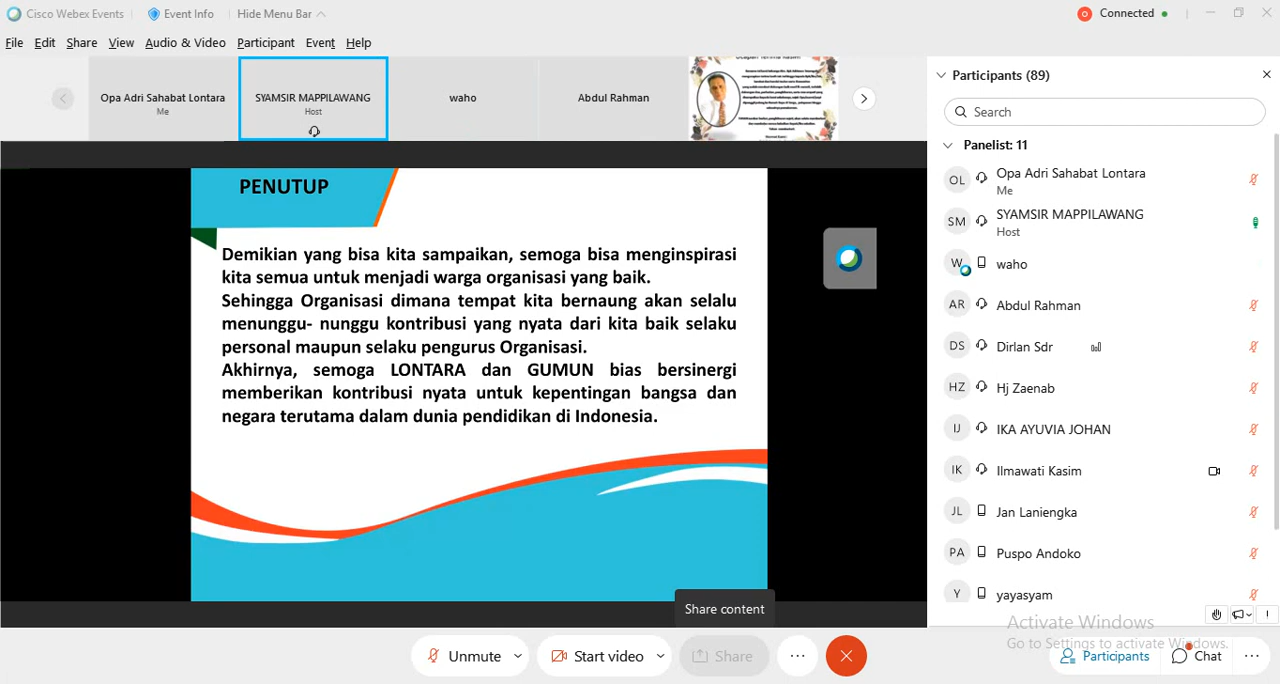 Cisco Webex Events
Event Info
Hide Menu Bar
Connected
File Edit Share View Audio & Video Participant Event Help
Opa Adri Sahabat Lontara
Me
SYAMSIR MAPPILAWANG
Host
waho
Abdul Rahman
Participants (89)
Search
Panelist: 11
OL Opa Adri Sahabat Lontara
Me
SM SYAMSIR MAPPILAWANG
Host
W waho
AR Abdul Rahman
DS Dirlan Sdr
HZ Hj Zaenab
IJ IKA AYUVIA JOHAN
IK Ilmawati Kasim
JL Jan Laniengka
PA Puspo Andoko
Y yayasyam
PENUTUP
Demikian yang bisa kita sampaikan, semoga bisa menginspirasi
kita semua untuk menjadi warga organisasi yang baik.
Sehingga Organisasi dimana tempat kita bernaung akan selalu
menunggu- nunggu kontribusi yang nyata dari kita baik selaku
personal maupun selaku pengurus Organisasi.
Akhirnya, semoga LONTARA dan GUMUN bias bersinergi
memberikan kontribusi nyata untuk kepentingan bangsa dan
negara terutama dalam dunia pendidikan di Indonesia.
Share content
Activate Windows
Go to Settings to activate Windows.
Unmute
Start video
Share
Participants
Chat